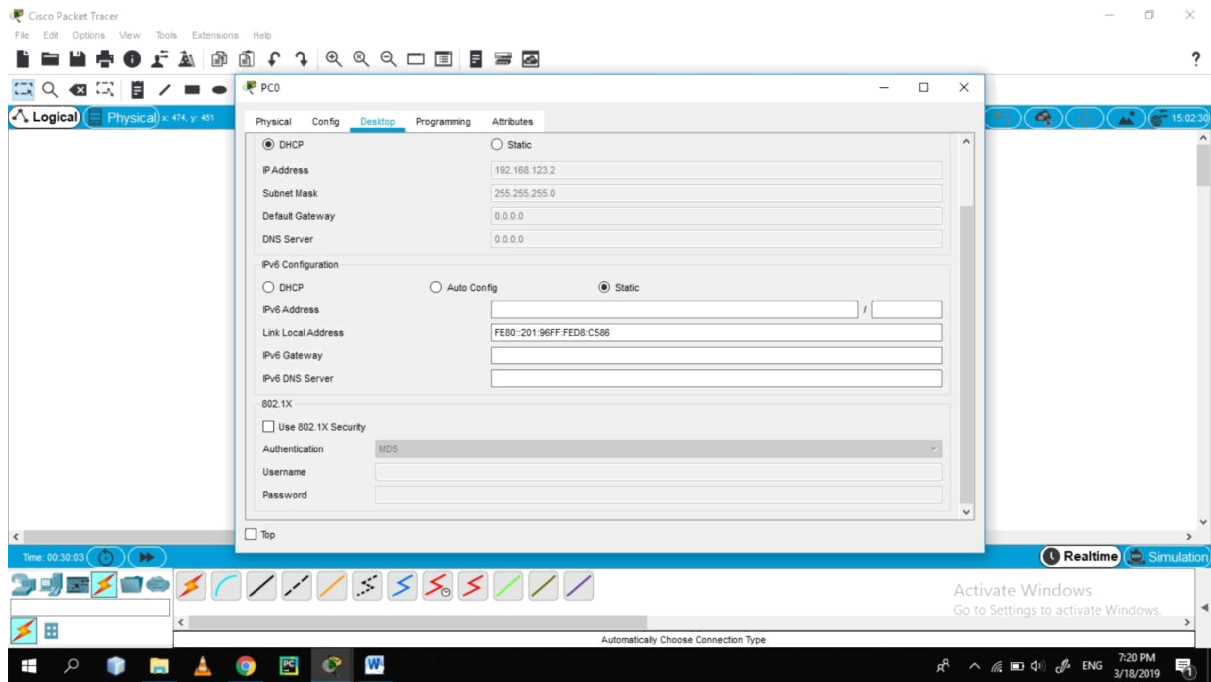 Cisco Packet Tracer
File Edit Options View Tools Extensions Help
?
PC0
Logical
Physical x: 474, y: 451
15:02:30
Physical Config Desktop Programming Attributes
DHCP Static
IP Address 192.168.123.2
Subnet Mask 255.255.255.0
Default Gateway 0.0.0.0
DNS Server 0.0.0.0
IPv6 Configuration
DHCP Auto Config Static
IPv6 Address /
Link Local Address FE80::201:96FF:FED8:C586
IPv6 Gateway
IPv6 DNS Server
802.1X
Use 802.1X Security
Authentication MD5
Username
Password
Top
Time: 00:30:03
Realtime Simulation
Activate Windows
Go to Settings to activate Windows.
Automatically Choose Connection Type
PC
W
ENG
7:20 PM
3/18/2019
1